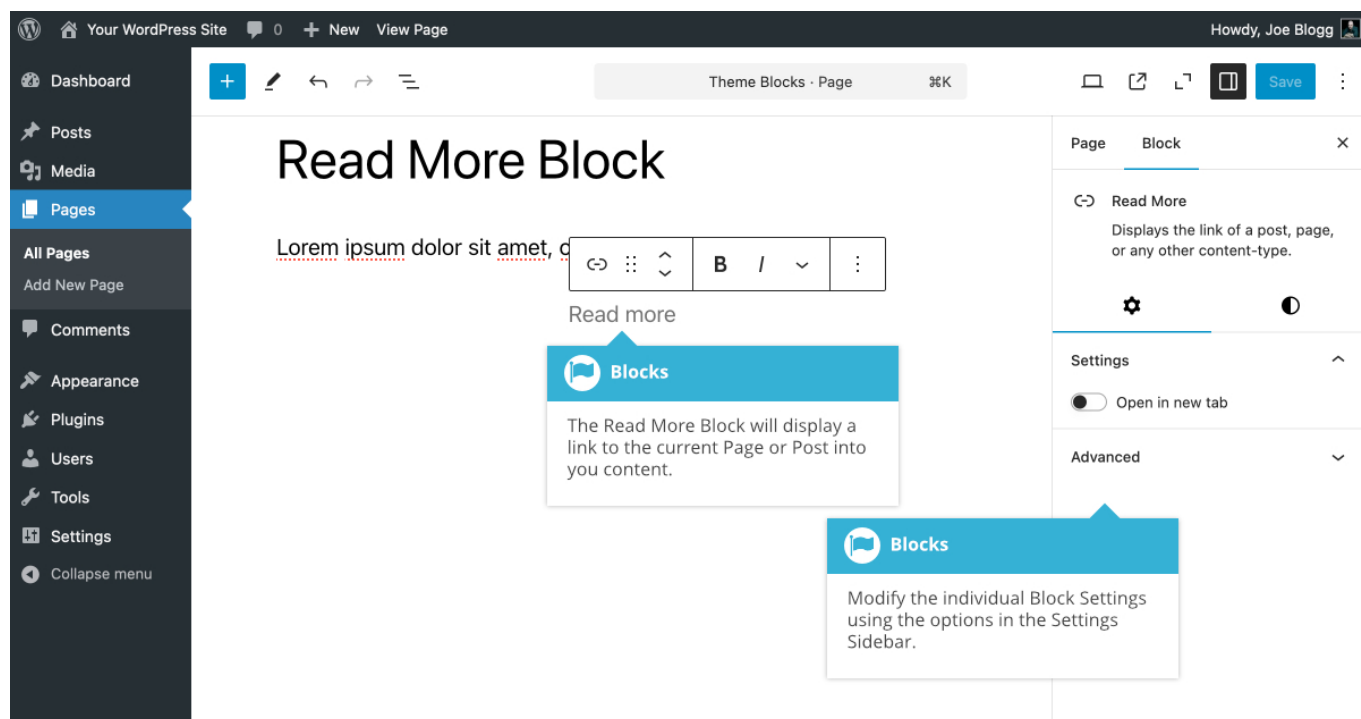 Your WordPress Site 0 New View Page Howdy, Joe Blogg
Dashboard
Posts
Media
Pages
All Pages
Add New Page
Comments
Appearance
Plugins
Users
Tools
Settings
Collapse menu
Theme Blocks · Page ⌘K
Save
Read More Block
Lorem ipsum dolor sit amet,
B I
Read more
Blocks
The Read More Block will display a
link to the current Page or Post into
you content.
Page Block
Read More
Displays the link of a post, page,
or any other content-type.
Settings
Open in new tab
Advanced
Blocks
Modify the individual Block Settings
using the options in the Settings
Sidebar.